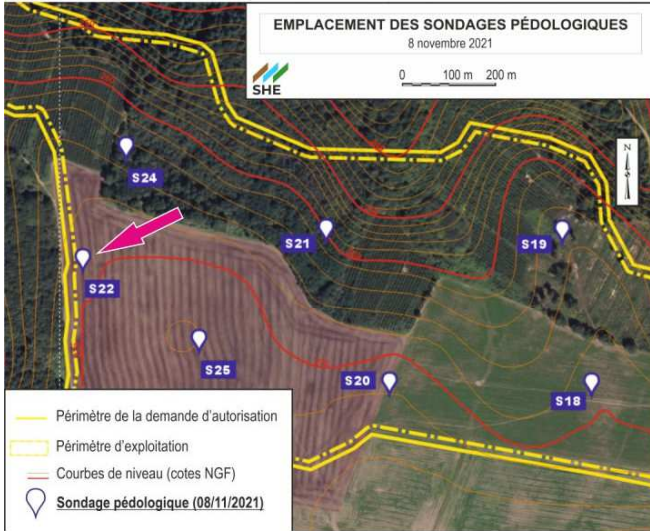 EMPLACEMENT DES SONDAGES PÉDOLOGIQUES
8 novembre 2021
SHE
0 100 m 200 m
N
S24
S21
S19
S22
S25
S20
S18
Périmètre de la demande d'autorisation
Périmètre d'exploitation
Courbes de niveau (cotes NGF)
Sondage pédologique (08/11/2021)